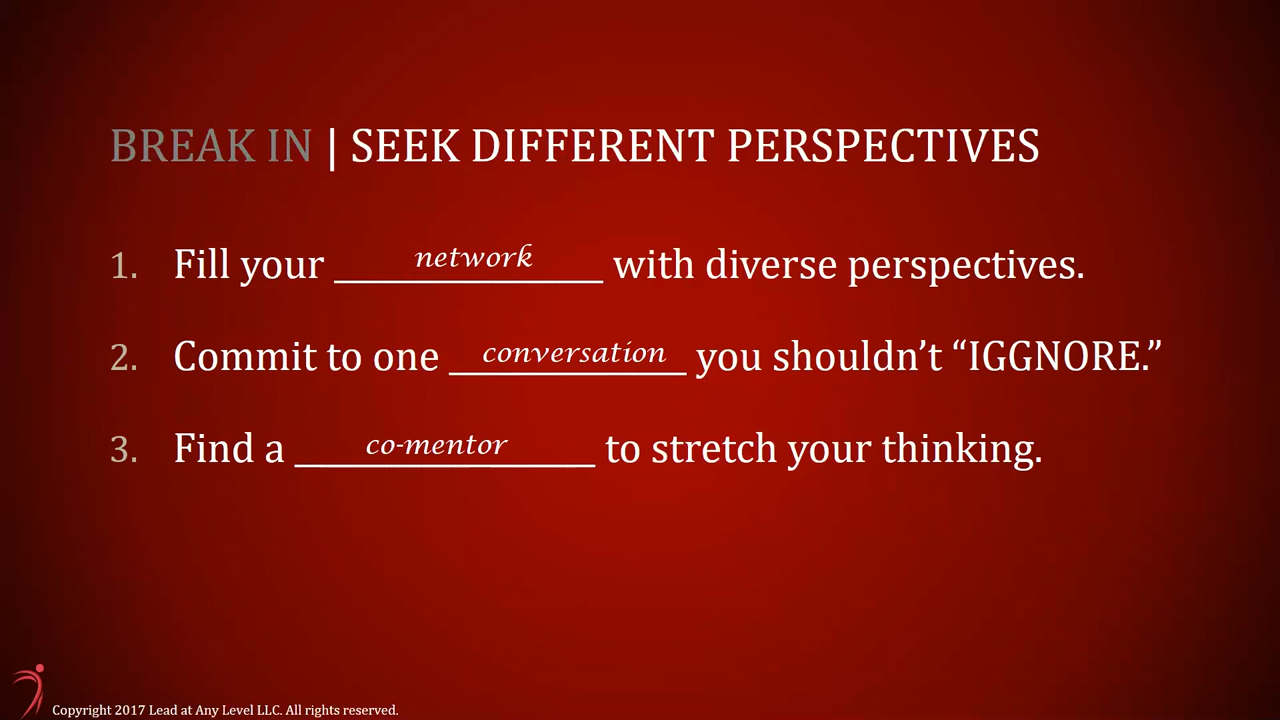 BREAK IN | SEEK DIFFERENT PERSPECTIVES
1. Fill your network with diverse perspectives.
2. Commit to one conversation you shouldn’t “IGGNORE.”
3. Find a co-mentor to stretch your thinking.
Copyright 2017 Lead at Any Level LLC. All rights reserved.